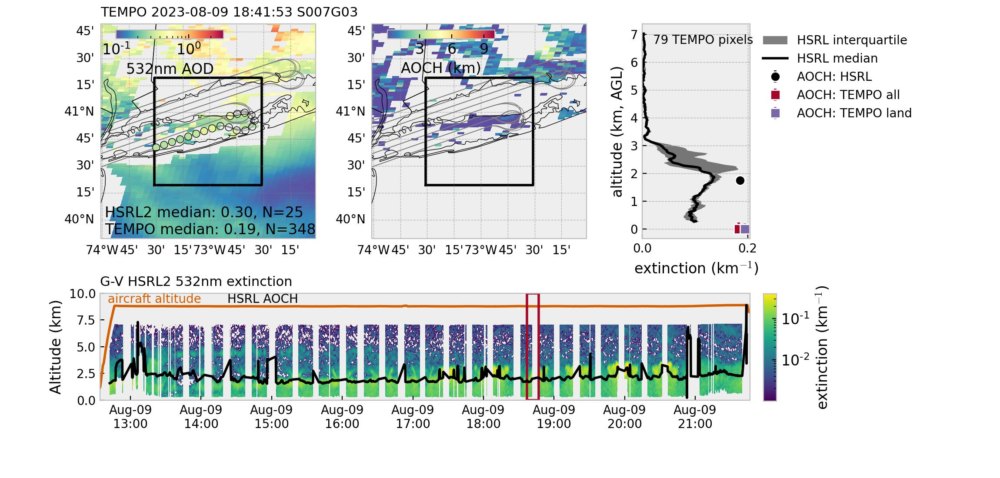 TEMPO 2023-08-09 18:41:53 S007G03
45'
30'
15'
41°N
45'
30'
15'
40°N
10-1 100
532nm AOD
HSRL2 median: 0.30, N=25
TEMPO median: 0.19, N=348
74°W 45' 30' 15' 73°W 45' 30' 15'
45'
30'
15'
41°N
45'
30'
15'
40°N
3 6 9
AOCH (km)
74°W 45' 30' 15' 73°W 45' 30' 15'
altitude (km, AGL)
7
6
5
4
3
2
1
0
79 TEMPO pixels
0.0 0.2
extinction (km−1)
HSRL interquartile
HSRL median
AOCH: HSRL
AOCH: TEMPO all
AOCH: TEMPO land
G-V HSRL2 532nm extinction
Altitude (km)
10.0
7.5
5.0
2.5
0.0
aircraft altitude HSRL AOCH
Aug-09 Aug-09 Aug-09 Aug-09 Aug-09 Aug-09 Aug-09 Aug-09 Aug-09
13:00 14:00 15:00 16:00 17:00 18:00 19:00 20:00 21:00
10-1
10-2
extinction (km−1)